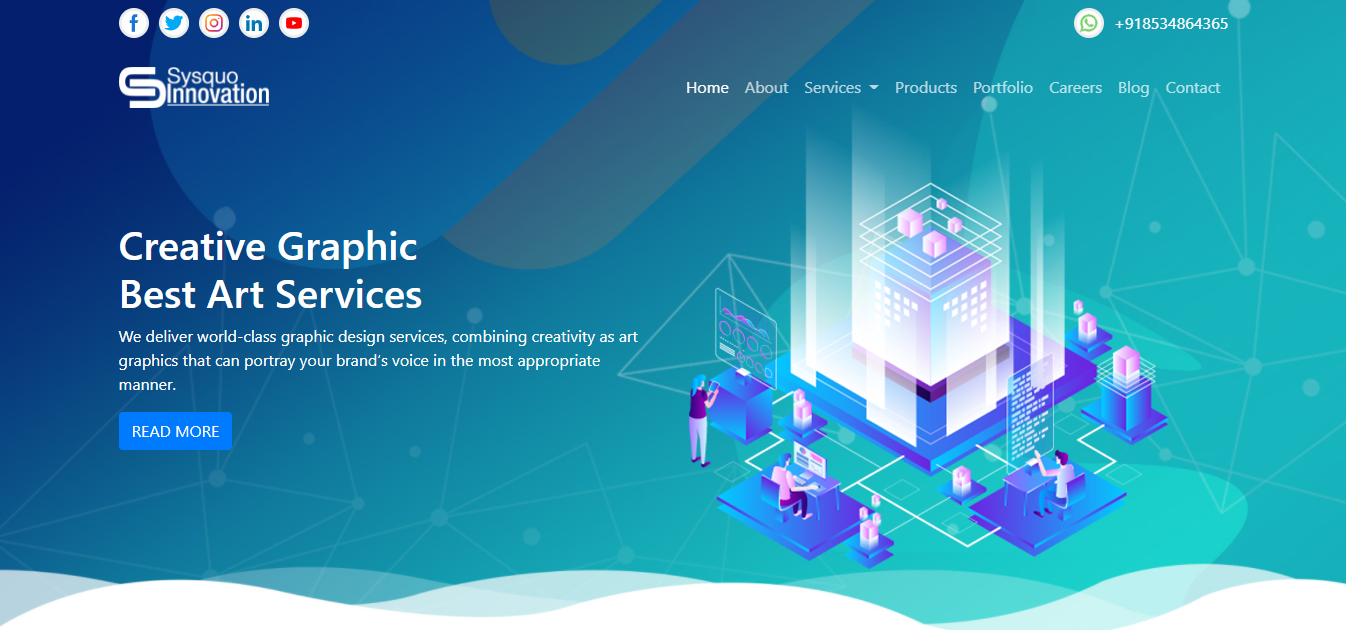 +918534864365
Sysquo
Innovation
Home About Services Products Portfolio Careers Blog Contact
Creative Graphic
Best Art Services
We deliver world-class graphic design services, combining creativity as art
graphics that can portray your brand's voice in the most appropriate
manner.
READ MORE